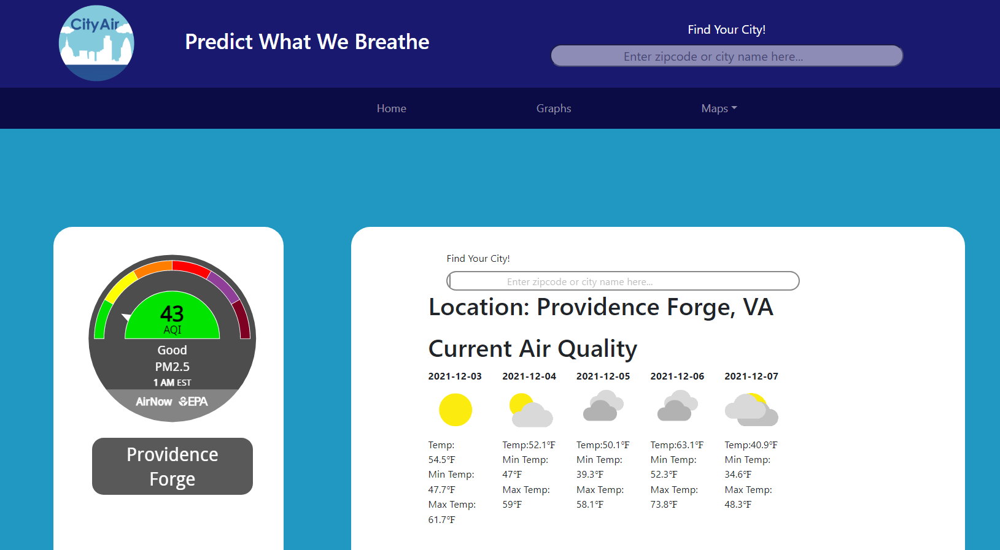 CityAir
Predict What We Breathe
Find Your City!
Enter zipcode or city name here...
Home
Graphs
Maps
43
AQI
Good
PM2.5
1 AM EST
AirNow EPA
Providence
Forge
Find Your City!
Enter zipcode or city name here...
Location: Providence Forge, VA
Current Air Quality
2021-12-03
Temp:
54.5°F
Min Temp:
47.7°F
Max Temp:
61.7°F
2021-12-04
Temp:52.1°F
Min Temp:
47°F
Max Temp:
59°F
2021-12-05
Temp:50.1°F
Min Temp:
39.3°F
Max Temp:
58.1°F
2021-12-06
Temp:63.1°F
Min Temp:
52.3°F
Max Temp:
73.8°F
2021-12-07
Temp:40.9°F
Min Temp:
34.6°F
Max Temp:
48.3°F